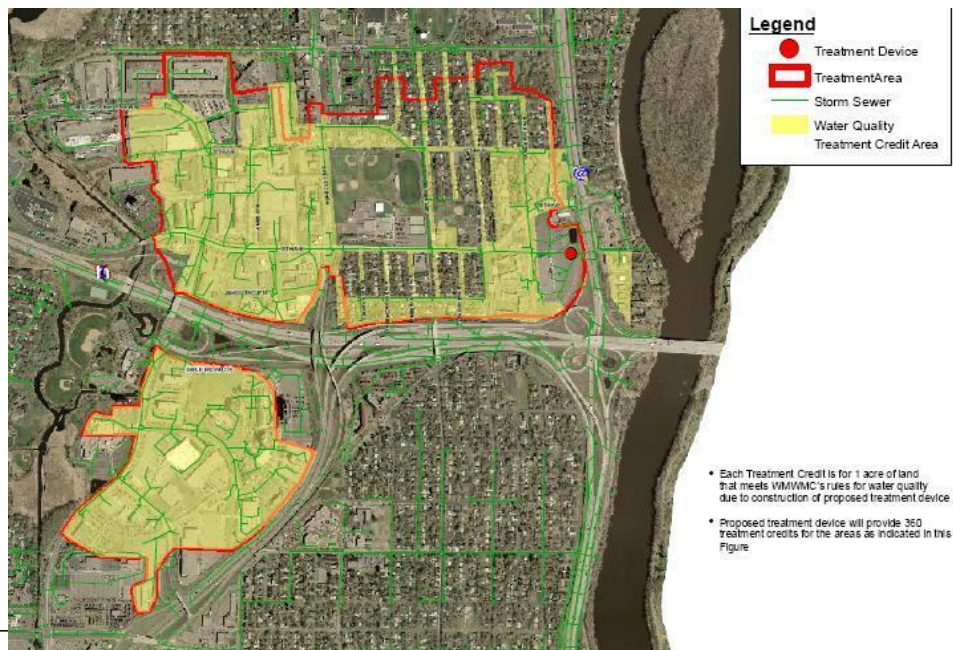 Legend
Treatment Device
TreatmentArea
Storm Sewer
Water Quality
Treatment Credit Area
• Each Treatment Credit is for 1 acre of land
that meets WMWMC's rules for water quality
due to construction of proposed treatment device
• Proposed treatment device will provide 360
treatment credits for the areas as indicated in this
Figure